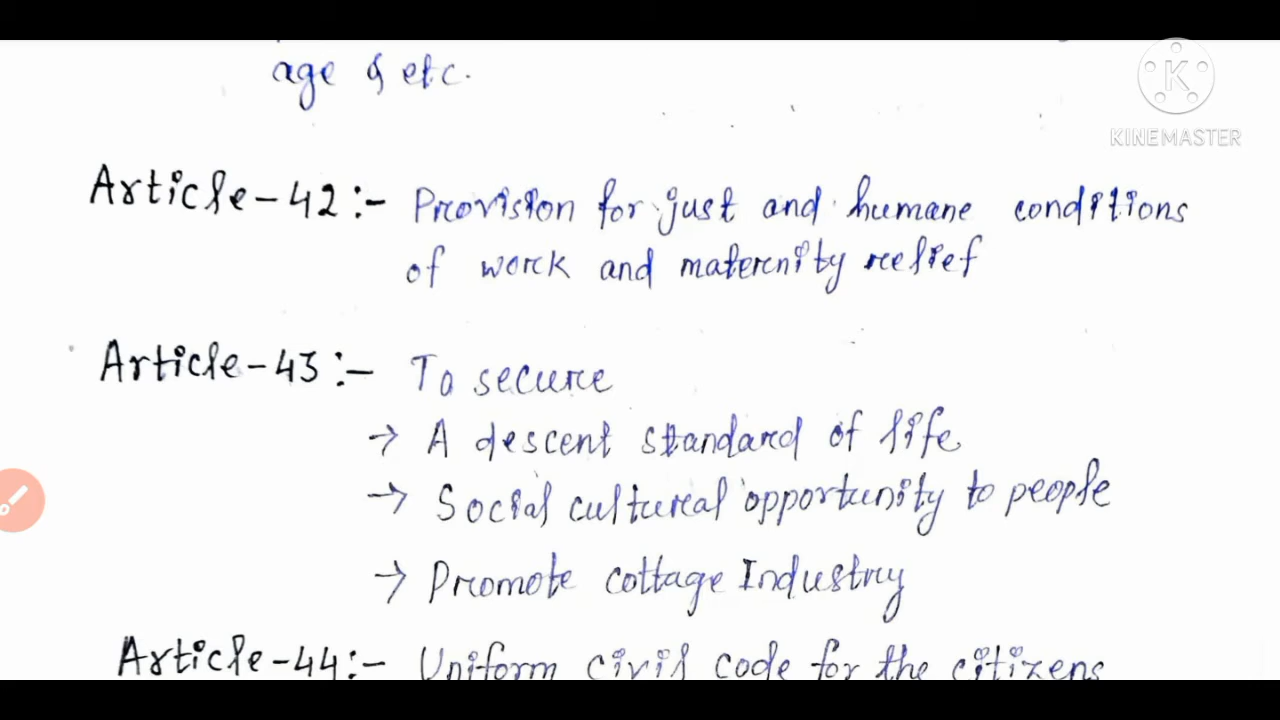 age & etc.
KINEMASTER
Article-42:- Provision for just and humane conditions
of work and maternity relief
Article-43:- To secure
→ A descent standard of life
→ Social cultural opportunity to people
→ Promote cottage Industry
Article-44:- Uniform civil code for the citizens